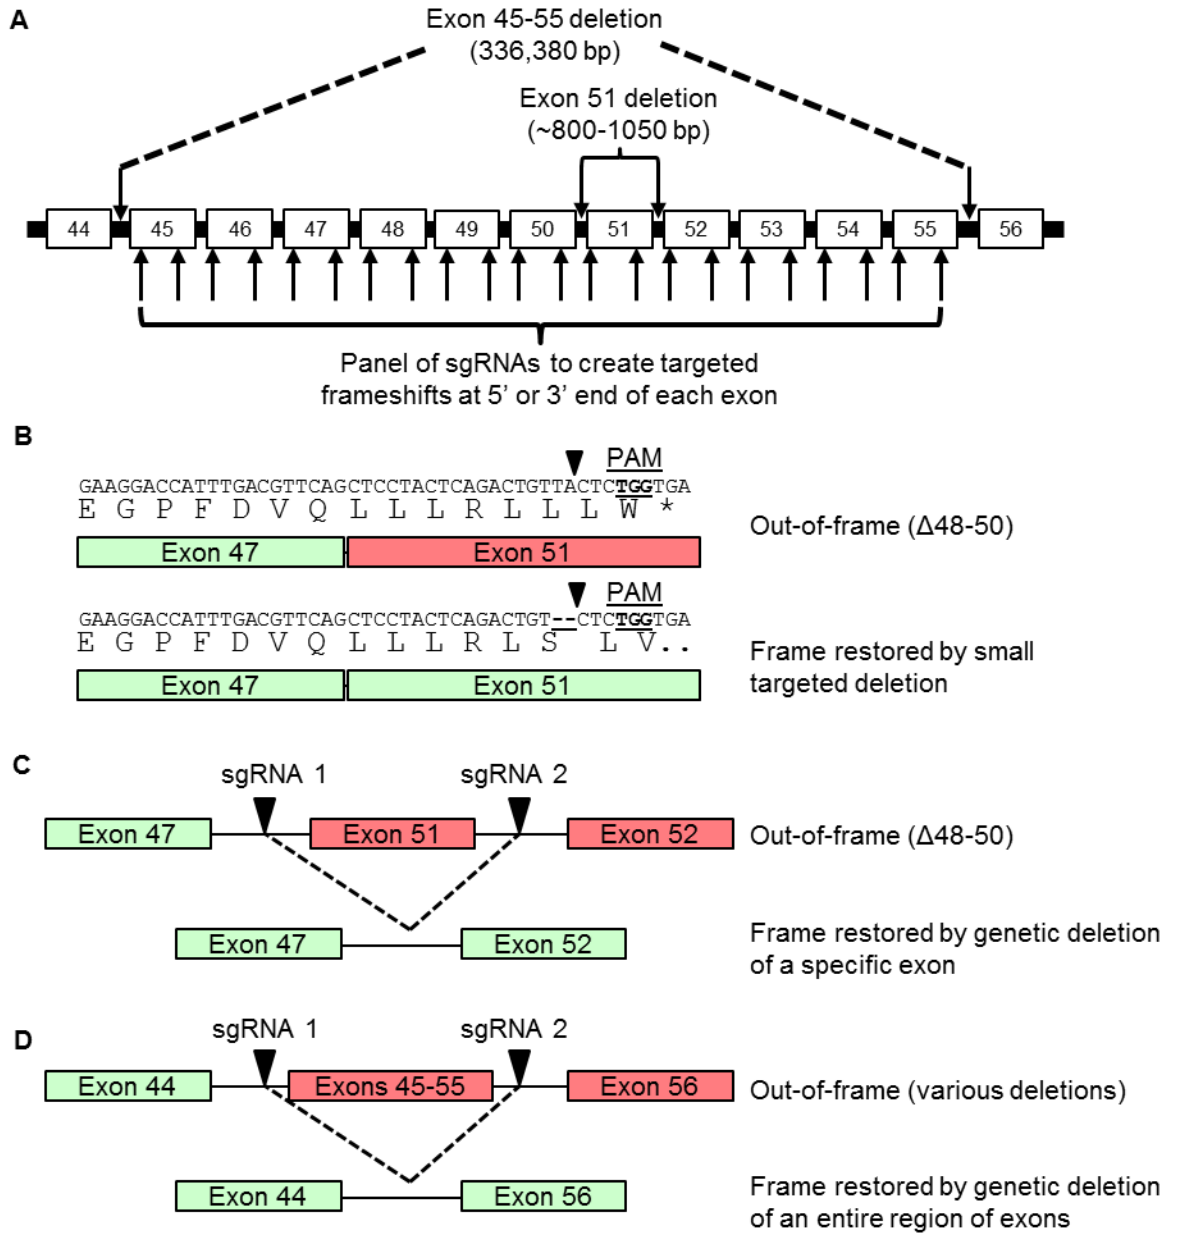 A
Exon 45-55 deletion
(336,380 bp)
Exon 51 deletion
(~800-1050 bp)
44 45 46 47 48 49 50 51 52 53 54 55 56
Panel of sgRNAs to create targeted
frameshifts at 5’ or 3’ end of each exon
B
PAM
GAAGGACCATTTGACGTTCAGCTCCTACTCAGACTGTTACTCTGGTGA
E G P F D V Q L L L R L L L W *
Out-of-frame (Δ48-50)
Exon 47 Exon 51
PAM
GAAGGACCATTTGACGTTCAGCTCCTACTCAGACTGT--CTCTGGTGA
E G P F D V Q L L L R L S L V..
Frame restored by small
targeted deletion
Exon 47 Exon 51
C
sgRNA 1 sgRNA 2
Exon 47 Exon 51 Exon 52 Out-of-frame (Δ48-50)
Exon 47 Exon 52
Frame restored by genetic deletion
of a specific exon
D
sgRNA 1 sgRNA 2
Exon 44 Exons 45-55 Exon 56 Out-of-frame (various deletions)
Exon 44 Exon 56
Frame restored by genetic deletion
of an entire region of exons